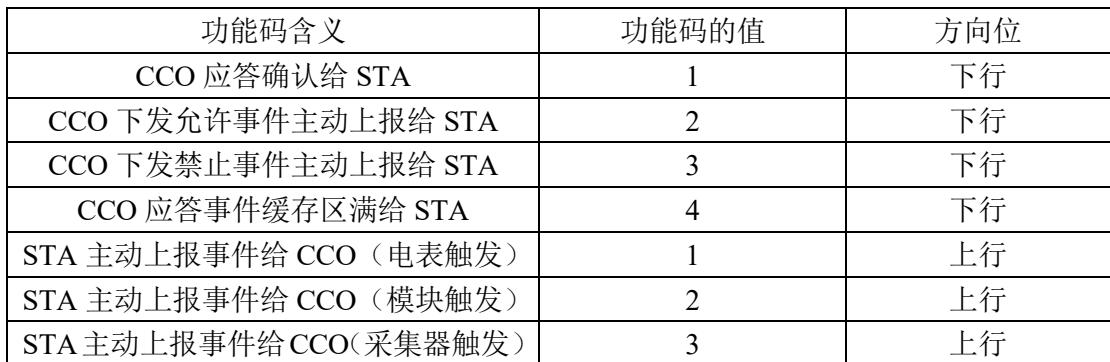 功能码含义 功能码的值 方向位
CCO 应答确认给 STA 1 下行
CCO 下发允许事件主动上报给 STA 2 下行
CCO 下发禁止事件主动上报给 STA 3 下行
CCO 应答事件缓存区满给 STA 4 下行
STA 主动上报事件给 CCO（电表触发） 1 上行
STA 主动上报事件给 CCO（模块触发） 2 上行
STA 主动上报事件给 CCO（采集器触发） 3 上行